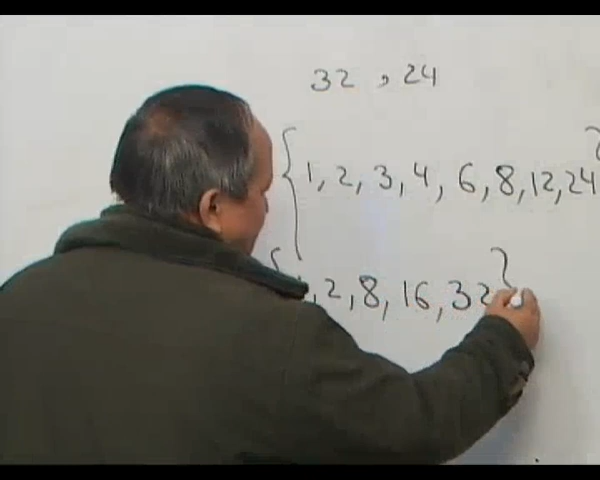 32 , 24
{1, 2, 3, 4, 6, 8, 12, 24}
{1, 2, 8, 16, 32}